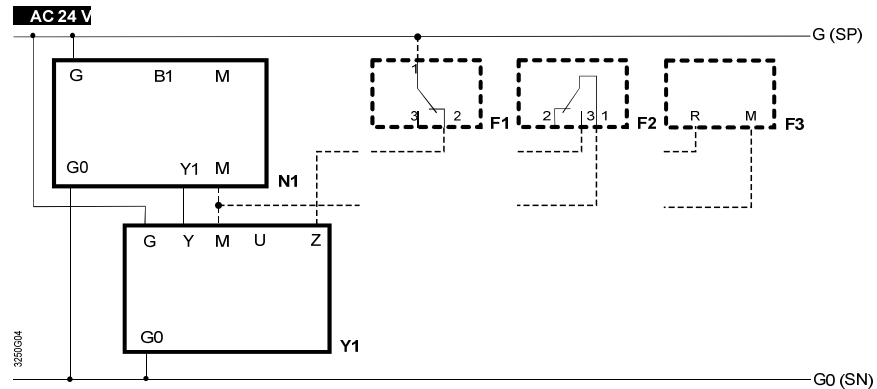 AC 24 V
G (SP)
G B1 M
1
3 2 F1
2 3 1 F2
R M F3
G0 Y1 M N1
G Y M U Z
G0 Y1
3250G04
G0 (SN)